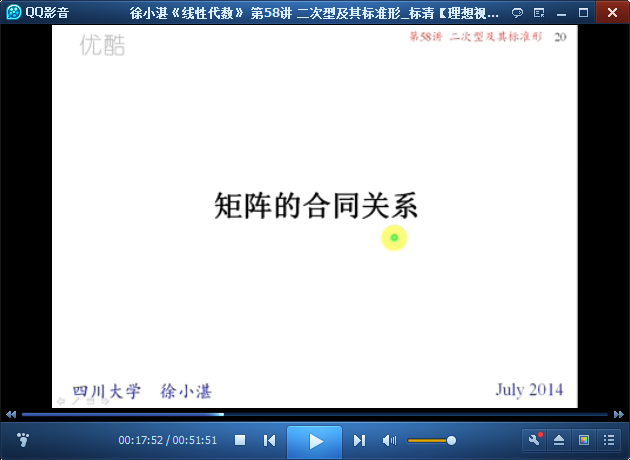 QQ影音
徐小湛《线性代数》 第58讲 二次型及其标准形_标清【理想视...
优酷
第58讲 二次型及其标准形 20
矩阵的合同关系
四川大学 徐小湛
July 2014
00:17:52 / 00:51:51